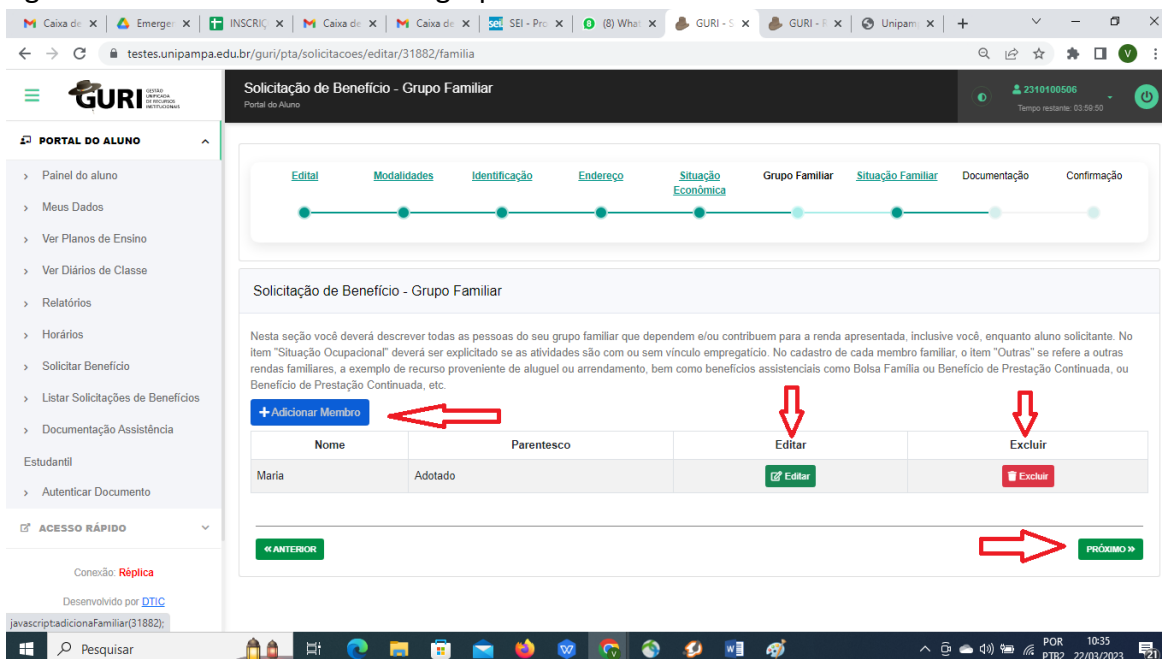 Caixa de
Emergen
INSCRIÇ
Caixa de
Caixa de
SEI - Pro
(8) What
GURI - S
GURI - F
Unipam
testes.unipampa.edu.br/guri/pta/solicitacoes/editar/31882/familia
GURI GESTÃO UNIFICADA DE RECURSOS INSTITUCIONAIS
Solicitação de Benefício - Grupo Familiar
Portal do Aluno
2310100506
Tempo restante: 03:59:50
PORTAL DO ALUNO
Painel do aluno
Meus Dados
Ver Planos de Ensino
Ver Diários de Classe
Relatórios
Horários
Solicitar Benefício
Listar Solicitações de Benefícios
Documentação Assistência
Estudantil
Autenticar Documento
ACESSO RÁPIDO
Conexão: Réplica
Desenvolvido por DTIC
javascript:adicionaFamiliar(31882);
Edital Modalidades Identificação Endereço Situação Econômica Grupo Familiar Situação Familiar Documentação Confirmação
Solicitação de Benefício - Grupo Familiar
Nesta seção você deverá descrever todas as pessoas do seu grupo familiar que dependem e/ou contribuem para a renda apresentada, inclusive você, enquanto aluno solicitante. No
item "Situação Ocupacional" deverá ser explicitado se as atividades são com ou sem vínculo empregatício. No cadastro de cada membro familiar, o item "Outras" se refere a outras
rendas familiares, a exemplo de recurso proveniente de aluguel ou arrendamento, bem como benefícios assistenciais como Bolsa Família ou Benefício de Prestação Continuada, ou
Benefício de Prestação Continuada, etc.
+ Adicionar Membro
Nome Parentesco Editar Excluir
Maria Adotado Editar Excluir
« ANTERIOR
PRÓXIMO »
Pesquisar
POR 10:35
PTB2 22/03/2023
21